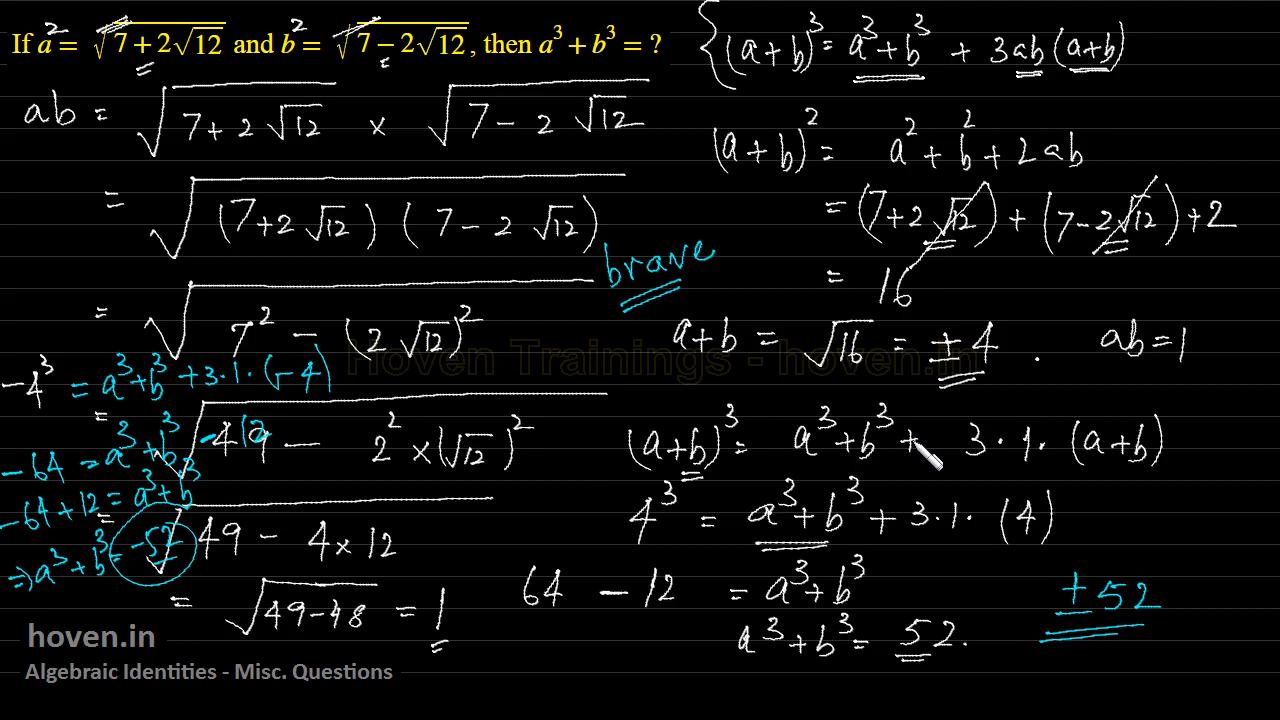 If a² = √(7 + 2√12) and b² = √(7 − 2√12), then a³ + b³ = ?
ab = √(7 + 2√12) × √(7 − 2√12)
= √((7+2√12) (7 − 2√12))
= √(7² − (2√12)²)
= √(49 − 2² × (√12)²)
= √(49 − 4 × 12)
= √(49−48) = 1
brave
−4³ = a³+b³ + 3·1·(−4)
−64 = a³+b³ −12
−64+12 = a³+b³
⇒ a³+b³ = −52
(a+b)³ = a³+b³ + 3ab(a+b)
(a+b)² = a² + b² + 2ab
= (7+2√12) + (7−2√12) + 2
= 16
a+b = √16 = ±4 . ab = 1
(a+b)³ = a³+b³+ 3·1·(a+b)
4³ = a³+b³ + 3·1·(4)
64 − 12 = a³+b³
a³+b³ = 52.
±52
Hoven Trainings - hoven.in
hoven.in
Algebraic Identities - Misc. Questions